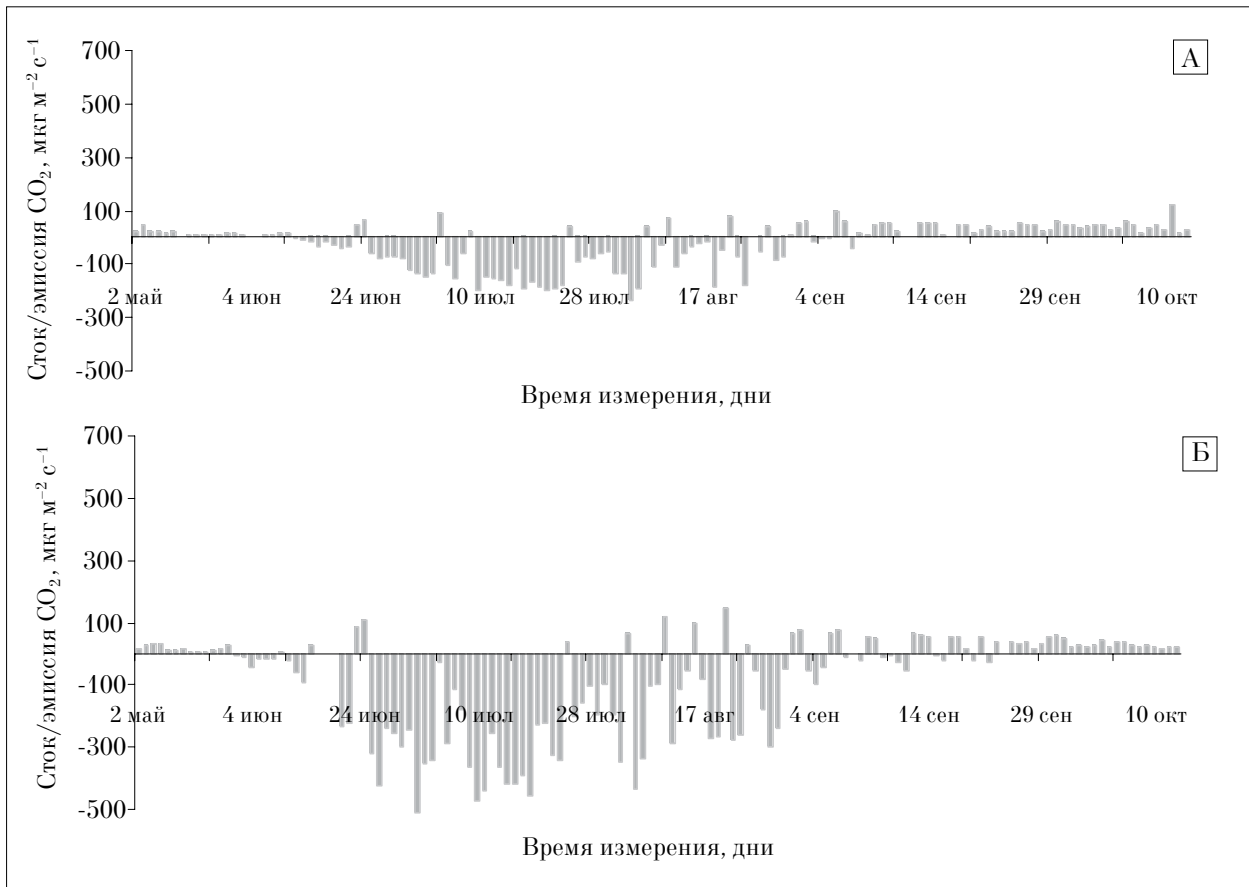 А
Сток/эмиссия CO₂, мкг м⁻² с⁻¹
700
500
300
100
-100
-300
-500
2 май 4 июн 24 июн 10 июл 28 июл 17 авг 4 сен 14 сен 29 сен 10 окт
Время измерения, дни
Б
Сток/эмиссия CO₂, мкг м⁻² с⁻¹
700
500
300
100
-100
-300
-500
2 май 4 июн 24 июн 10 июл 28 июл 17 авг 4 сен 14 сен 29 сен 10 окт
Время измерения, дни